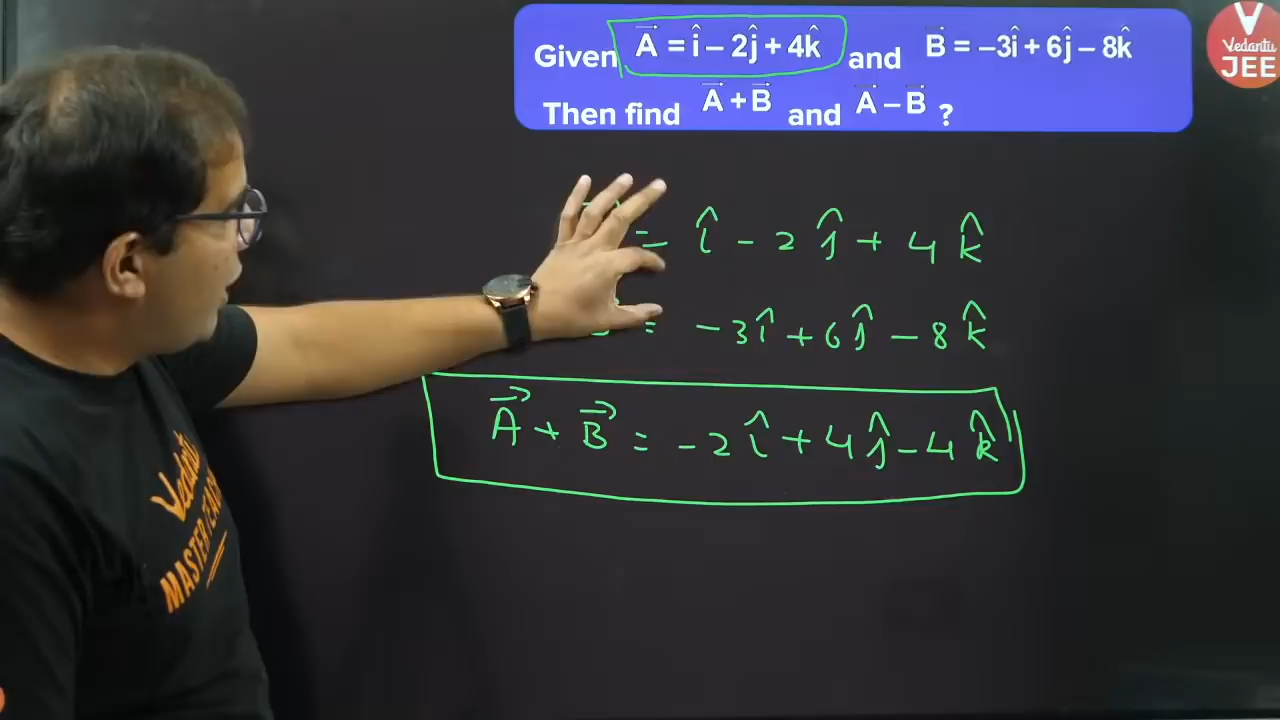 Given A⃗ = î – 2ĵ + 4k̂ and B⃗ = –3î + 6ĵ – 8k̂
Then find A⃗ + B⃗ and A⃗ – B⃗ ?
V
Vedantu
JEE
= î - 2ĵ + 4k̂
= -3î + 6ĵ - 8k̂
A⃗ + B⃗ = -2î + 4ĵ - 4k̂
Vedantu
MASTER TEACHER